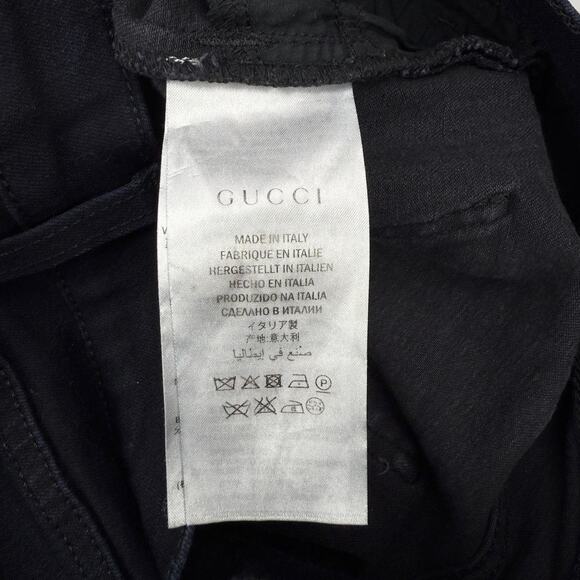 GUCCI
MADE IN ITALY
FABRIQUE EN ITALIE
HERGESTELLT IN ITALIEN
HECHO EN ITALIA
PRODUZIDO NA ITALIA
СДЕЛАНО В ИТАЛИИ
イタリア製
产地:意大利
صنع في إيطاليا
P